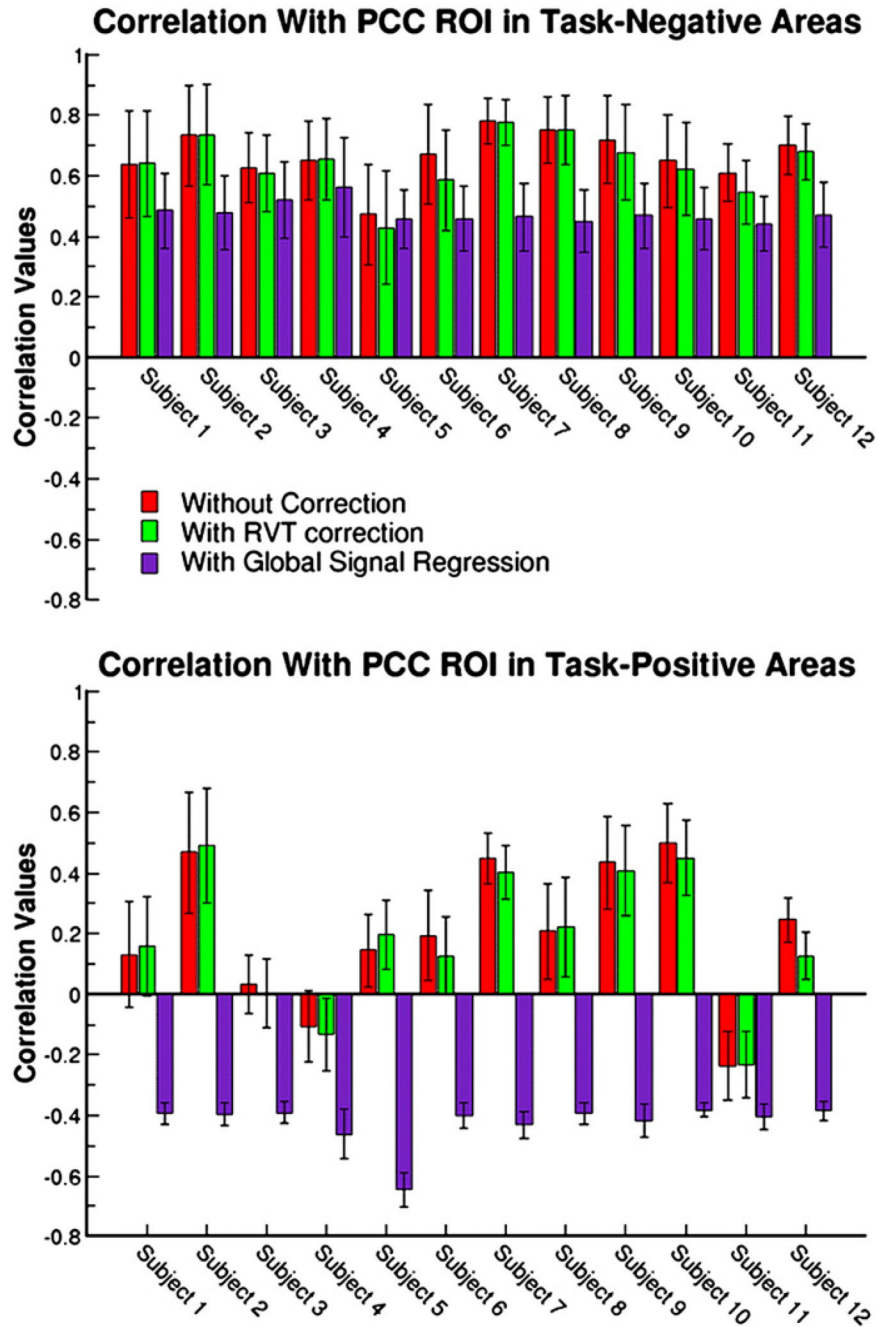 Correlation With PCC ROI in Task-Negative Areas
Correlation Values
1
0.8
0.6
0.4
0.2
0
-0.2
-0.4
-0.6
-0.8
Subject 1
Subject 2
Subject 3
Subject 4
Subject 5
Subject 6
Subject 7
Subject 8
Subject 9
Subject 10
Subject 11
Subject 12
Without Correction
With RVT correction
With Global Signal Regression
Correlation With PCC ROI in Task-Positive Areas
Correlation Values
1
0.8
0.6
0.4
0.2
0
-0.2
-0.4
-0.6
-0.8
Subject 1
Subject 2
Subject 3
Subject 4
Subject 5
Subject 6
Subject 7
Subject 8
Subject 9
Subject 10
Subject 11
Subject 12